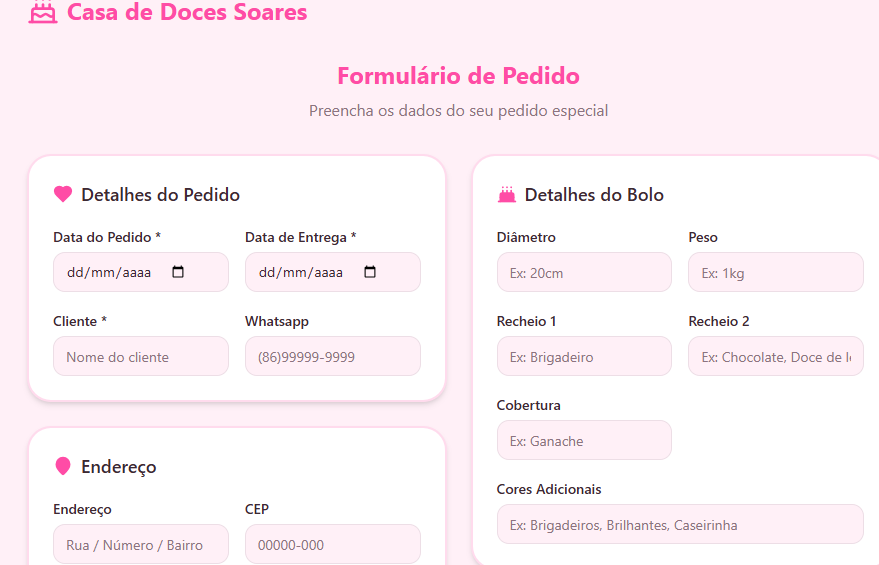 Casa de Doces Soares
Formulário de Pedido
Preencha os dados do seu pedido especial
Detalhes do Pedido
Data do Pedido *
Data de Entrega *
dd/mm/aaaa
dd/mm/aaaa
Cliente *
Whatsapp
Nome do cliente
(86)99999-9999
Endereço
Endereço
CEP
Rua / Número / Bairro
00000-000
Detalhes do Bolo
Diâmetro
Peso
Ex: 20cm
Ex: 1kg
Recheio 1
Recheio 2
Ex: Brigadeiro
Ex: Chocolate, Doce de
Cobertura
Ex: Ganache
Cores Adicionais
Ex: Brigadeiros, Brilhantes, Caseirinha